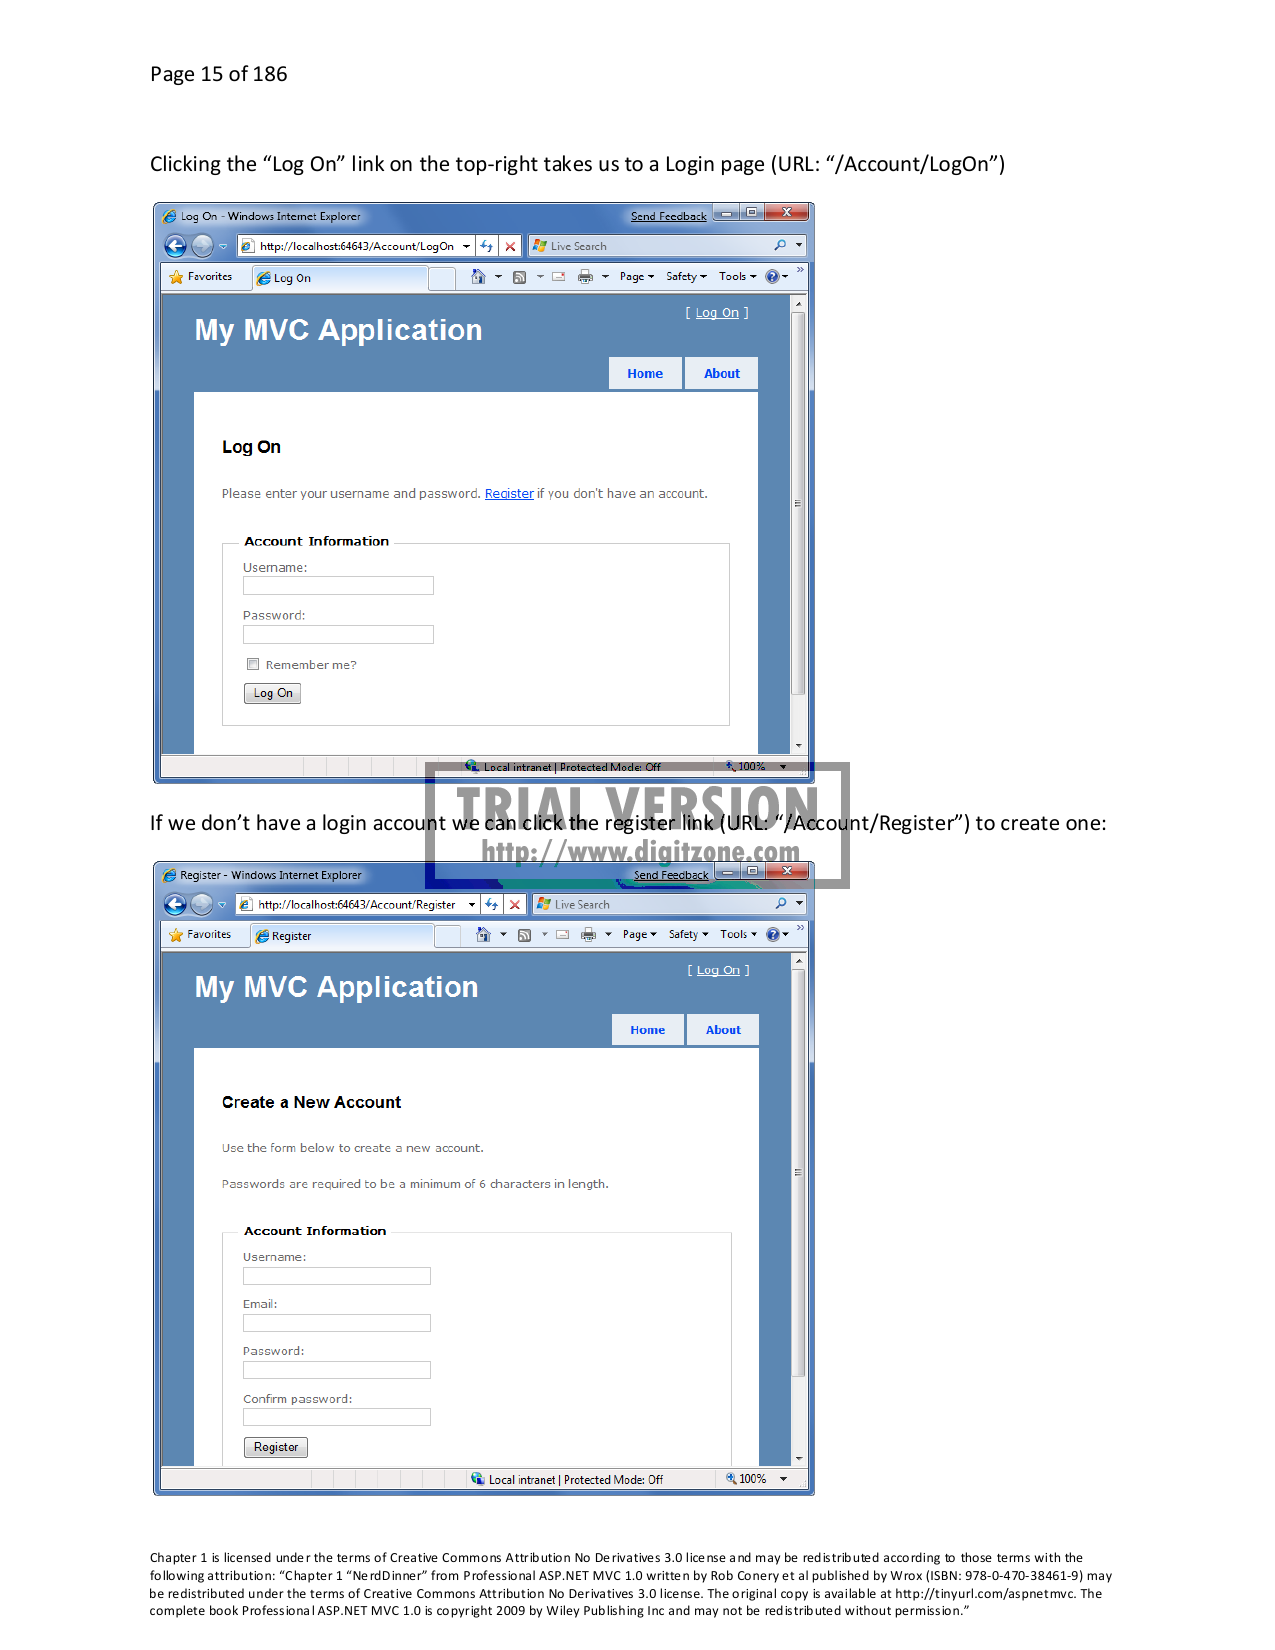 Page 15 of 186
Clicking the “Log On” link on the top-right takes us to a Login page (URL: “/Account/LogOn”)
Log On - Windows Internet Explorer
Send Feedback
http://localhost:64643/Account/LogOn
Live Search
Favorites
Log On
Page
Safety
Tools
»
[ Log On ]
My MVC Application
Home
About
Log On
Please enter your username and password. Register if you don't have an account.
Account Information
Username:
Password:
Remember me?
Log On
Local intranet | Protected Mode: Off
100%
TRIAL VERSION
If we don’t have a login account we can click the register link (URL: “/Account/Register”) to create one:
http://www.digitzone.com
Register - Windows Internet Explorer
Send Feedback
http://localhost:64643/Account/Register
Live Search
Favorites
Register
Page
Safety
Tools
»
[ Log On ]
My MVC Application
Home
About
Create a New Account
Use the form below to create a new account.
Passwords are required to be a minimum of 6 characters in length.
Account Information
Username:
Email:
Password:
Confirm password:
Register
Local intranet | Protected Mode: Off
100%
Chapter 1 is licensed under the terms of Creative Commons Attribution No Derivatives 3.0 license and may be redistributed according to those terms with the
following attribution: “Chapter 1 “NerdDinner” from Professional ASP.NET MVC 1.0 written by Rob Conery et al published by Wrox (ISBN: 978-0-470-38461-9) may
be redistributed under the terms of Creative Commons Attribution No Derivatives 3.0 license. The original copy is available at http://tinyurl.com/aspnetmvc. The
complete book Professional ASP.NET MVC 1.0 is copyright 2009 by Wiley Publishing Inc and may not be redistributed without permission.”